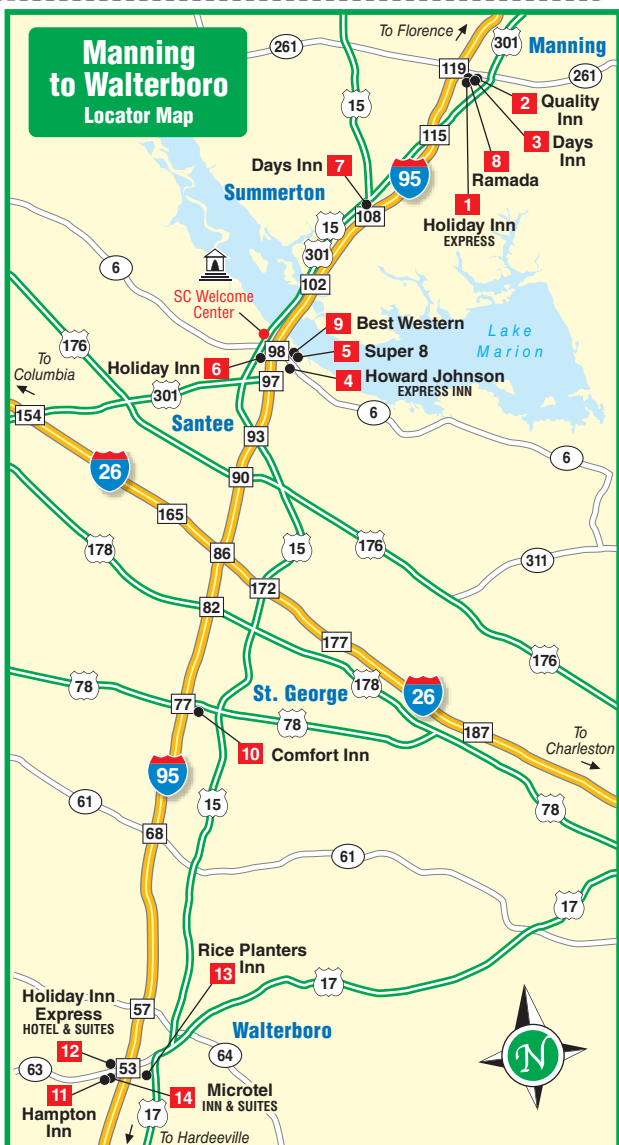 Manning
to Walterboro
Locator Map
To Florence
301
Manning
261
119
261
15
2 Quality
Inn
115
3 Days
Inn
Days Inn 7
95
8
Ramada
Summerton
108
1
Holiday Inn
EXPRESS
15
301
6
102
SC Welcome
Center
9 Best Western
Lake
Marion
176
98
5 Super 8
To
Columbia
Holiday Inn 6
97
4 Howard Johnson
EXPRESS INN
301
154
6
Santee
93
6
26
90
165
178
86
15
176
311
172
82
177
176
78
St. George
178
26
77
78
187
To
Charleston
10 Comfort Inn
95
61
15
78
68
61
17
Rice Planters
13 Inn
17
Holiday Inn
Express
HOTEL & SUITES
57
Walterboro
12
64
N
63
53
11
Hampton
Inn
14 Microtel
INN & SUITES
17
To Hardeeville